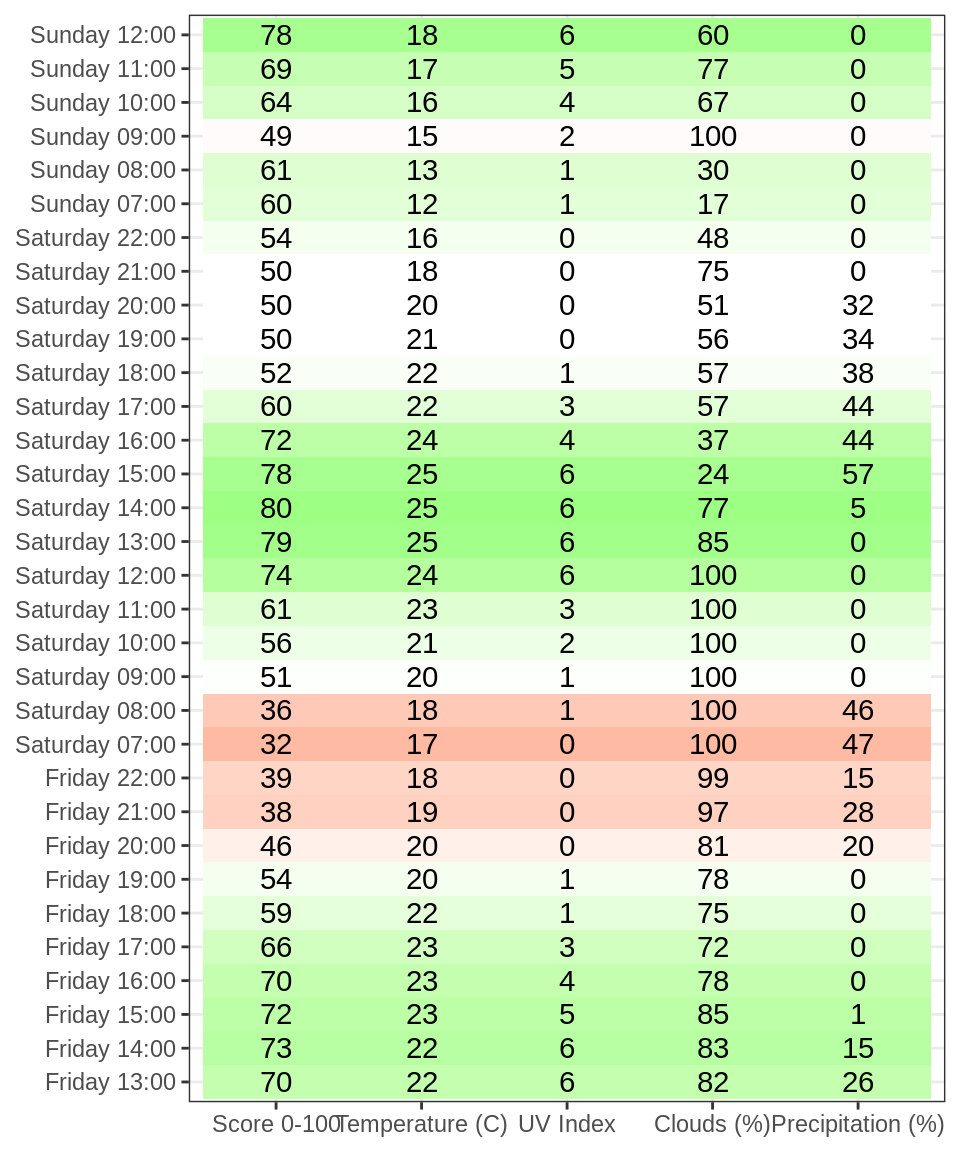 Sunday 12:00 78 18 6 60 0
Sunday 11:00 69 17 5 77 0
Sunday 10:00 64 16 4 67 0
Sunday 09:00 49 15 2 100 0
Sunday 08:00 61 13 1 30 0
Sunday 07:00 60 12 1 17 0
Saturday 22:00 54 16 0 48 0
Saturday 21:00 50 18 0 75 0
Saturday 20:00 50 20 0 51 32
Saturday 19:00 50 21 0 56 34
Saturday 18:00 52 22 1 57 38
Saturday 17:00 60 22 3 57 44
Saturday 16:00 72 24 4 37 44
Saturday 15:00 78 25 6 24 57
Saturday 14:00 80 25 6 77 5
Saturday 13:00 79 25 6 85 0
Saturday 12:00 74 24 6 100 0
Saturday 11:00 61 23 3 100 0
Saturday 10:00 56 21 2 100 0
Saturday 09:00 51 20 1 100 0
Saturday 08:00 36 18 1 100 46
Saturday 07:00 32 17 0 100 47
Friday 22:00 39 18 0 99 15
Friday 21:00 38 19 0 97 28
Friday 20:00 46 20 0 81 20
Friday 19:00 54 20 1 78 0
Friday 18:00 59 22 1 75 0
Friday 17:00 66 23 3 72 0
Friday 16:00 70 23 4 78 0
Friday 15:00 72 23 5 85 1
Friday 14:00 73 22 6 83 15
Friday 13:00 70 22 6 82 26
Score 0-100 Temperature (C) UV Index Clouds (%) Precipitation (%)